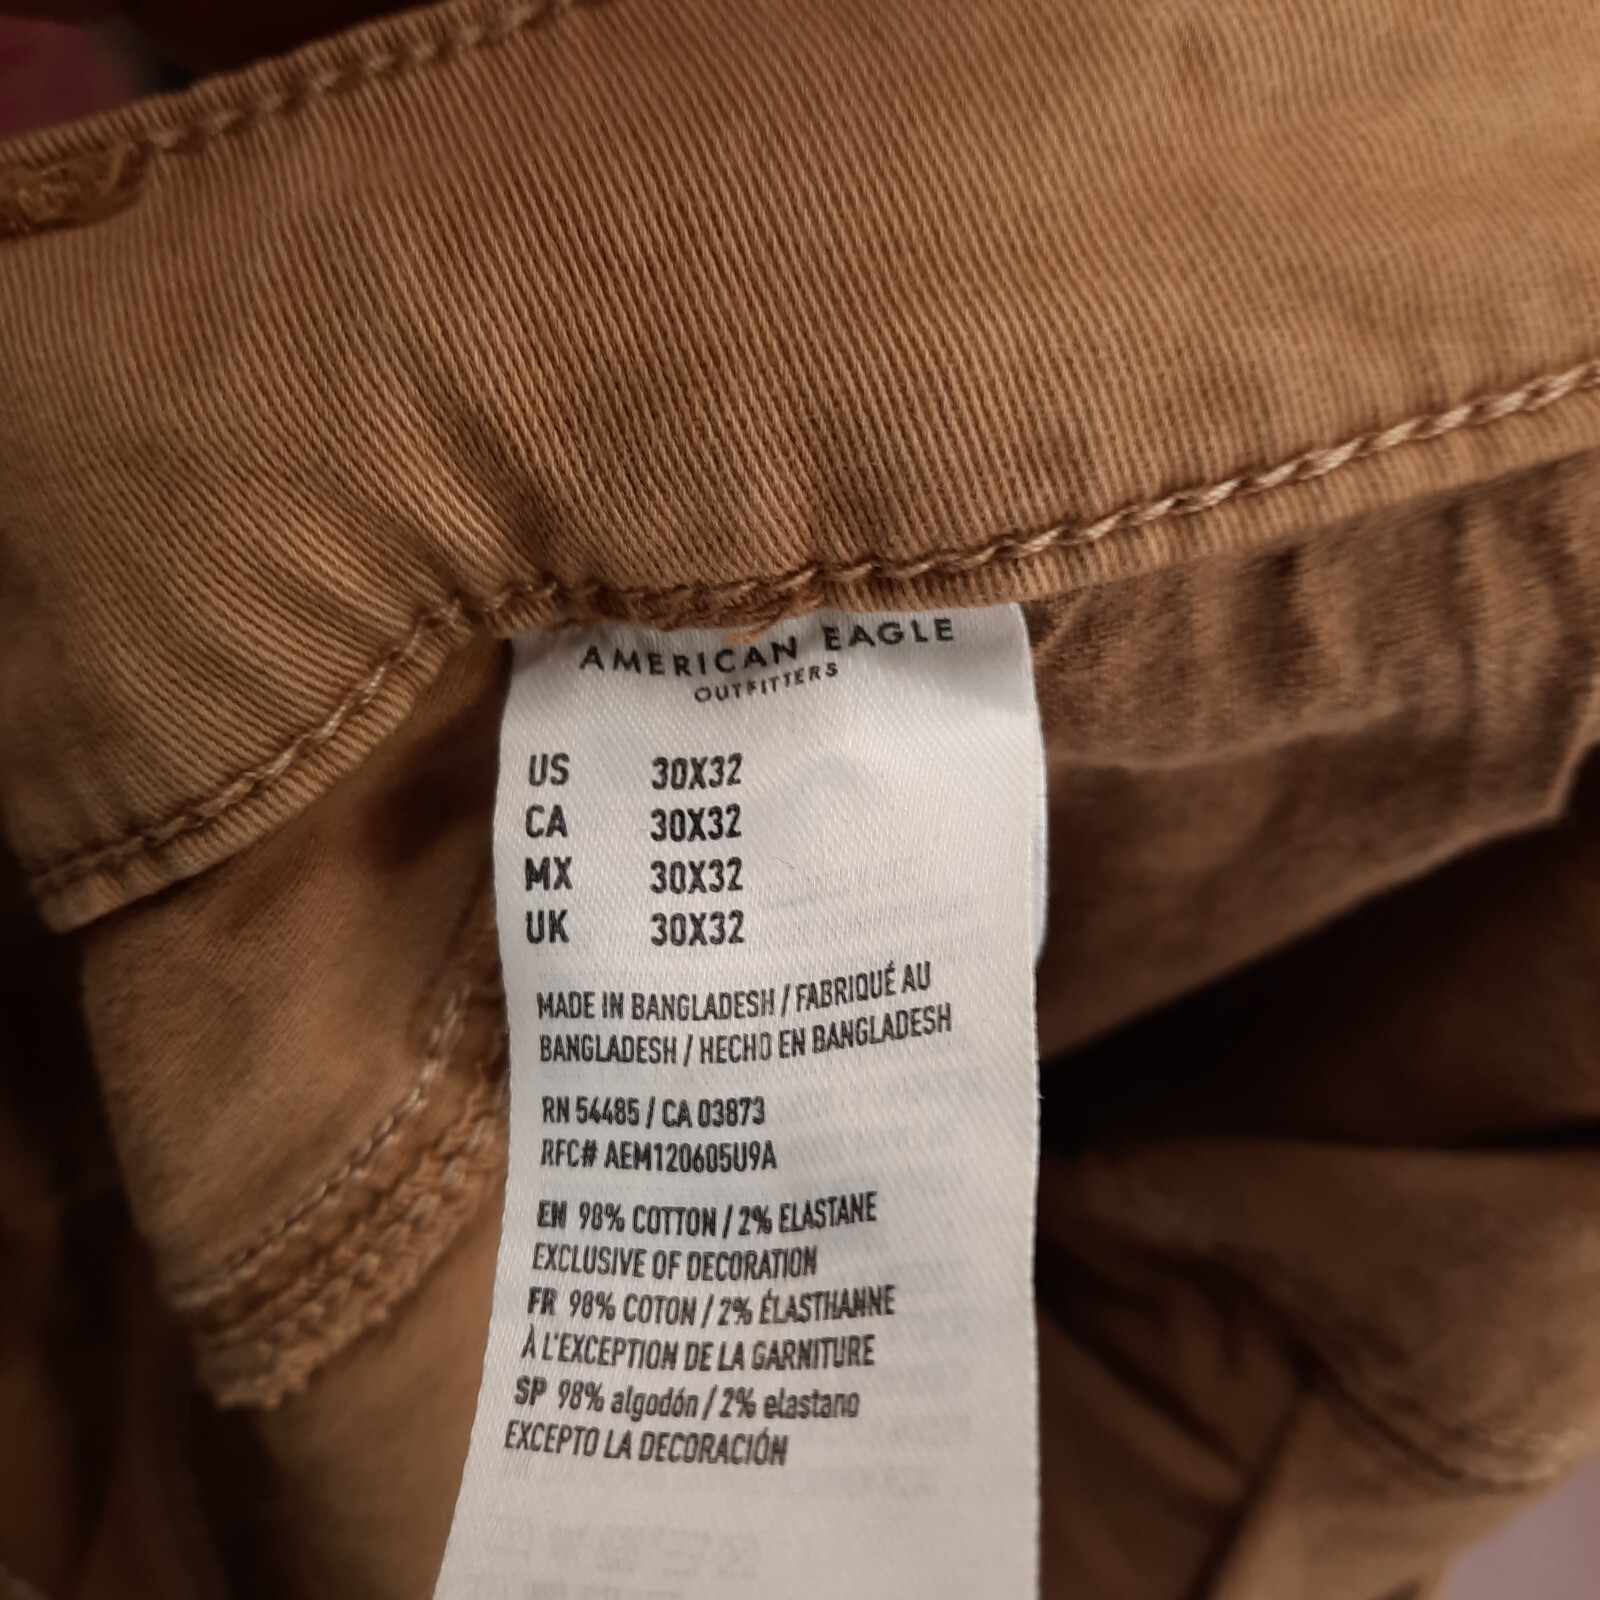 AMERICAN EAGLE
OUTFITTERS
US 30X32
CA 30X32
MX 30X32
UK 30X32
MADE IN BANGLADESH / FABRIQUÉ AU
BANGLADESH / HECHO EN BANGLADESH
RN 54485 / CA 03873
RFC# AEM120605U9A
EN 98% COTTON / 2% ELASTANE
EXCLUSIVE OF DECORATION
FR 98% COTON / 2% ÉLASTHANNE
À L'EXCEPTION DE LA GARNITURE
SP 98% algodón / 2% elastano
EXCEPTO LA DECORACIÓN